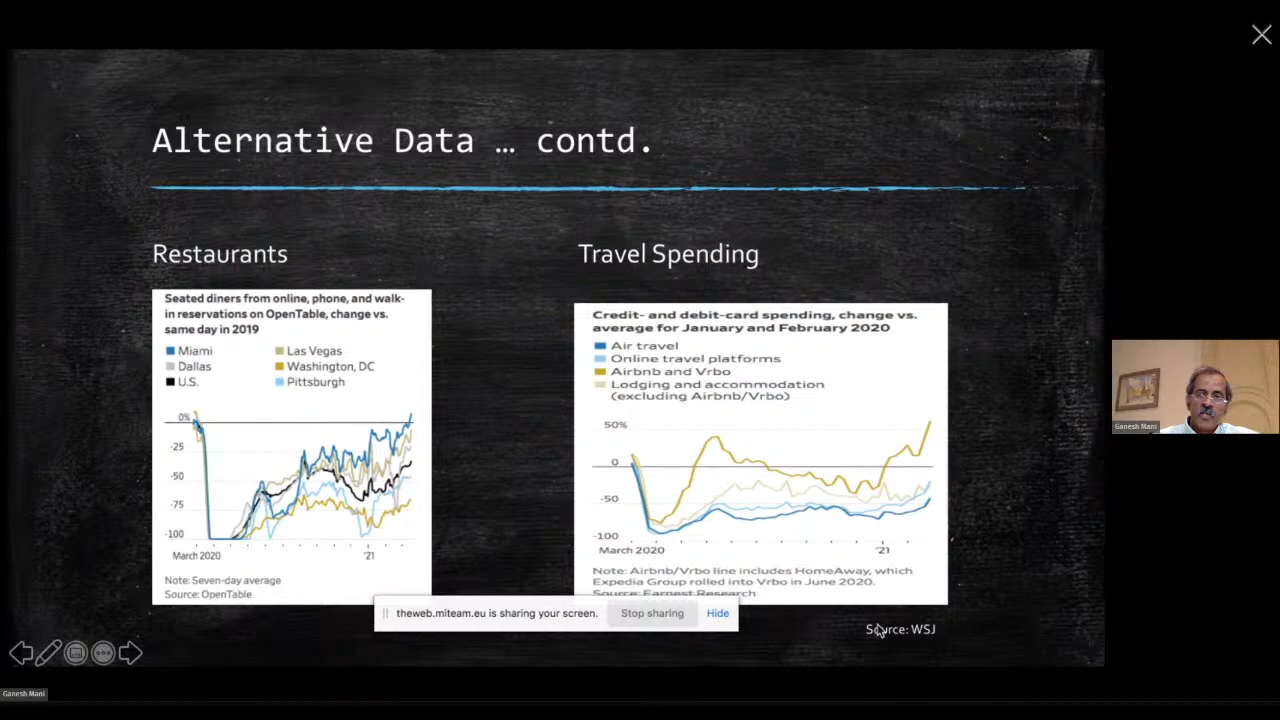 Alternative Data … contd.
Restaurants
Seated diners from online, phone, and walk-
in reservations on OpenTable, change vs.
same day in 2019
Miami
Las Vegas
Dallas
Washington, DC
U.S.
Pittsburgh
0%
-25
-50
-75
-100
March 2020
'21
Note: Seven-day average
Source: OpenTable
Travel Spending
Credit- and debit-card spending, change vs.
average for January and February 2020
Air travel
Online travel platforms
Airbnb and Vrbo
Lodging and accommodation
(excluding Airbnb/Vrbo)
50%
0
-50
-100
March 2020
'21
Note: Airbnb/Vrbo line includes HomeAway, which
Expedia Group rolled into Vrbo in June 2020.
Source: Earnest Research
theweb.miteam.eu is sharing your screen.
Stop sharing
Hide
Source: WSJ
Ganesh Mani
Ganesh Mani